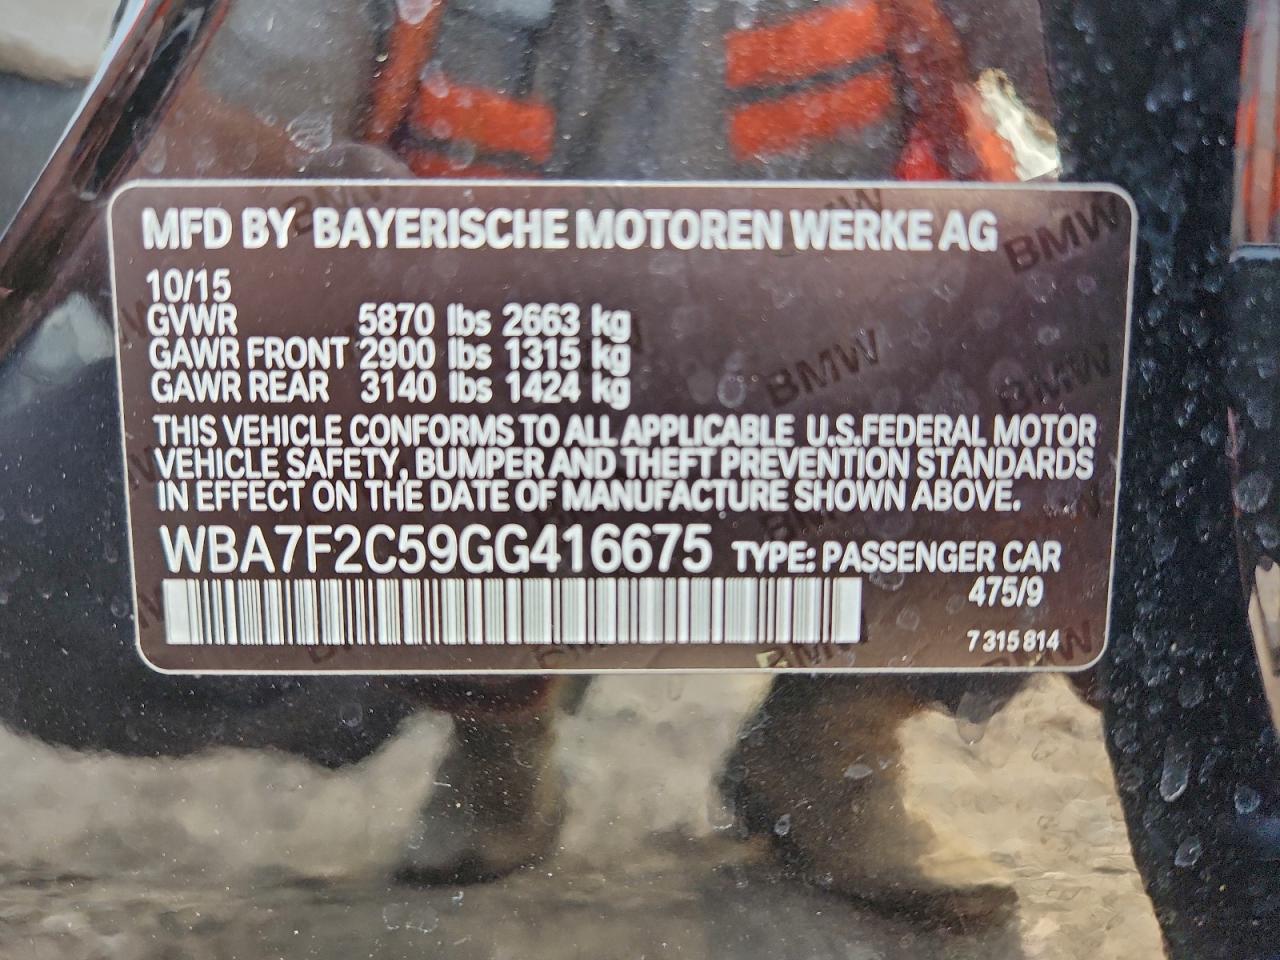 MFD BY BAYERISCHE MOTOREN WERKE AG
10/15
GVWR 5870 lbs 2663 kg
GAWR FRONT 2900 lbs 1315 kg
GAWR REAR 3140 lbs 1424 kg
THIS VEHICLE CONFORMS TO ALL APPLICABLE U.S.FEDERAL MOTOR
VEHICLE SAFETY, BUMPER AND THEFT PREVENTION STANDARDS
IN EFFECT ON THE DATE OF MANUFACTURE SHOWN ABOVE.
WBA7F2C59GG416675 TYPE: PASSENGER CAR
475/9
7 315 814
BMW
BMW
BMW